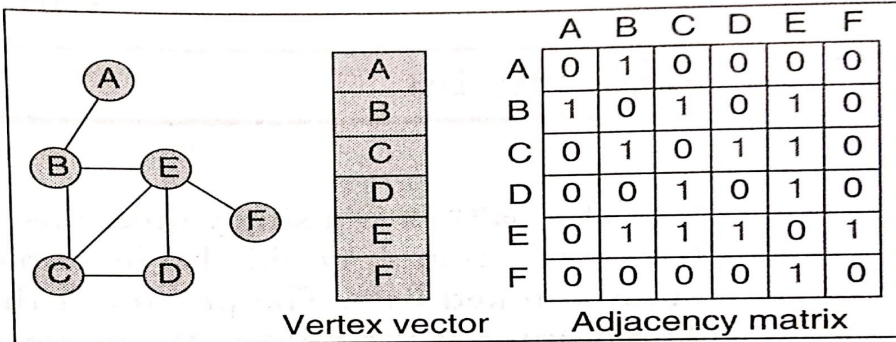 A
B E
F
C D
A
B
C
D
E
F
Vertex vector
A B C D E F
A 0 1 0 0 0 0
B 1 0 1 0 1 0
C 0 1 0 1 1 0
D 0 0 1 0 1 0
E 0 1 1 1 0 1
F 0 0 0 0 1 0
Adjacency matrix